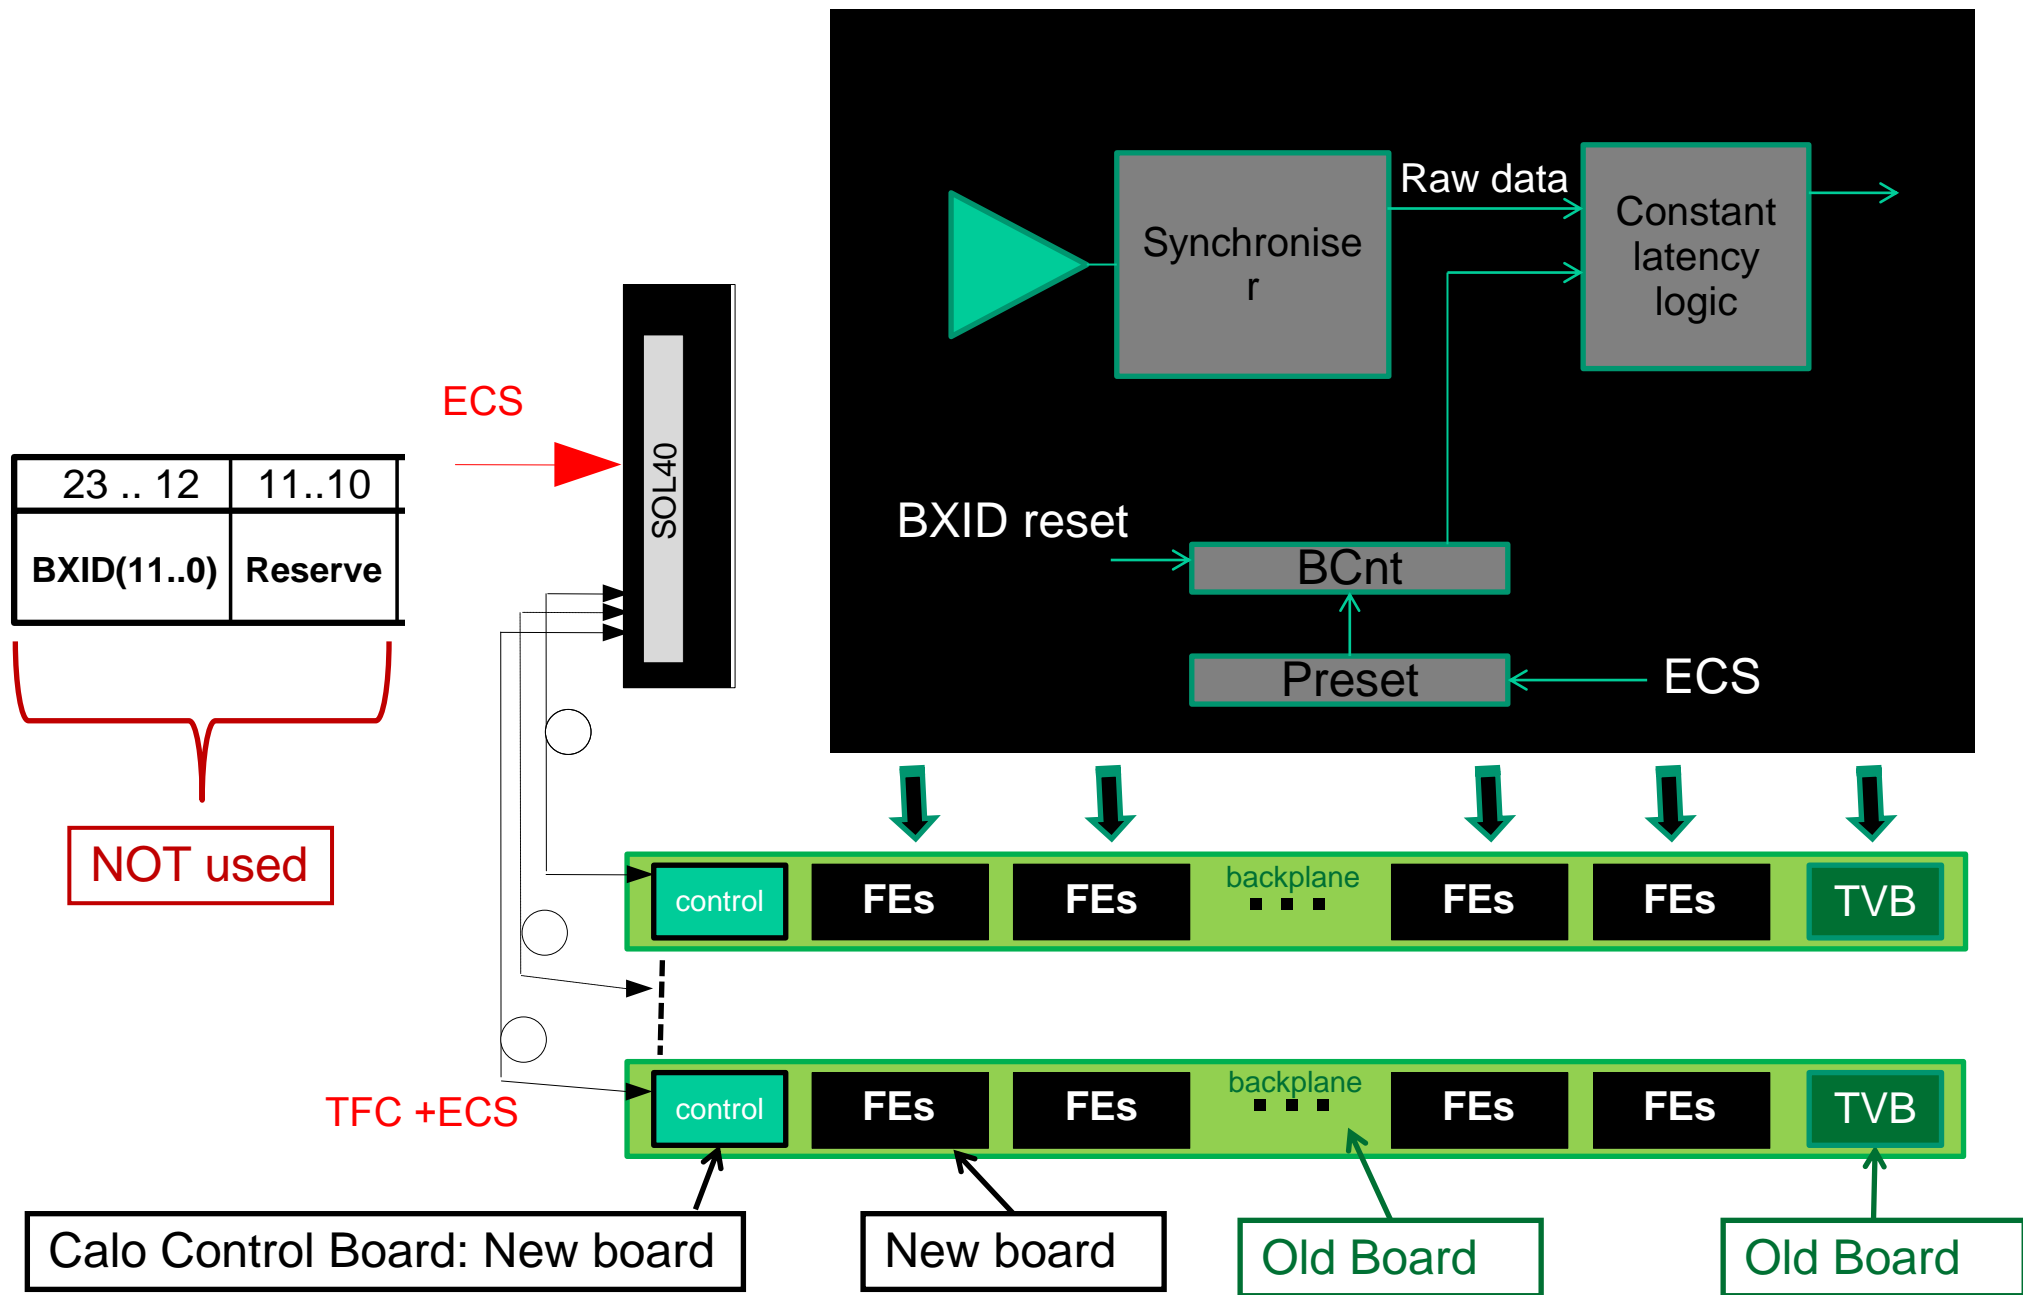 Raw data
Synchronise
r
Constant
latency
logic
ECS
SOL40
23 .. 12
11..10
BXID(11..0)
Reserve
BXID reset
BCnt
Preset
ECS
NOT used
control
FEs
FEs
backplane
FEs
FEs
TVB
TFC +ECS
control
FEs
FEs
backplane
FEs
FEs
TVB
Calo Control Board: New board
New board
Old Board
Old Board